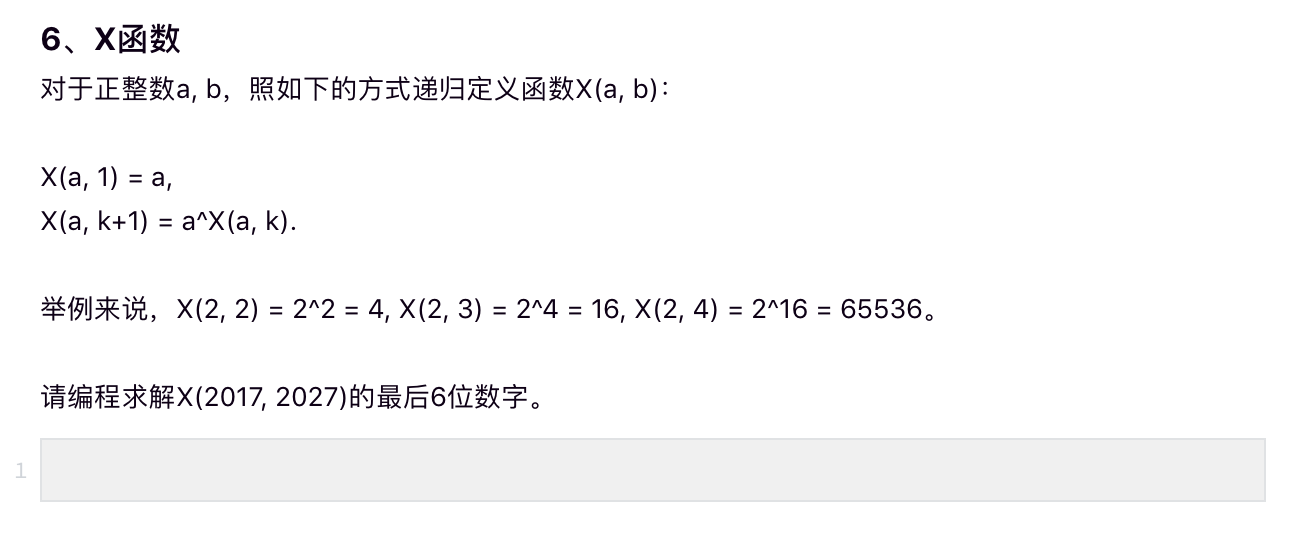 6、X函数
对于正整数a, b，照如下的方式递归定义函数X(a, b)：
X(a, 1) = a,
X(a, k+1) = a^X(a, k).
举例来说，X(2, 2) = 2^2 = 4, X(2, 3) = 2^4 = 16, X(2, 4) = 2^16 = 65536。
请编程求解X(2017, 2027)的最后6位数字。
1